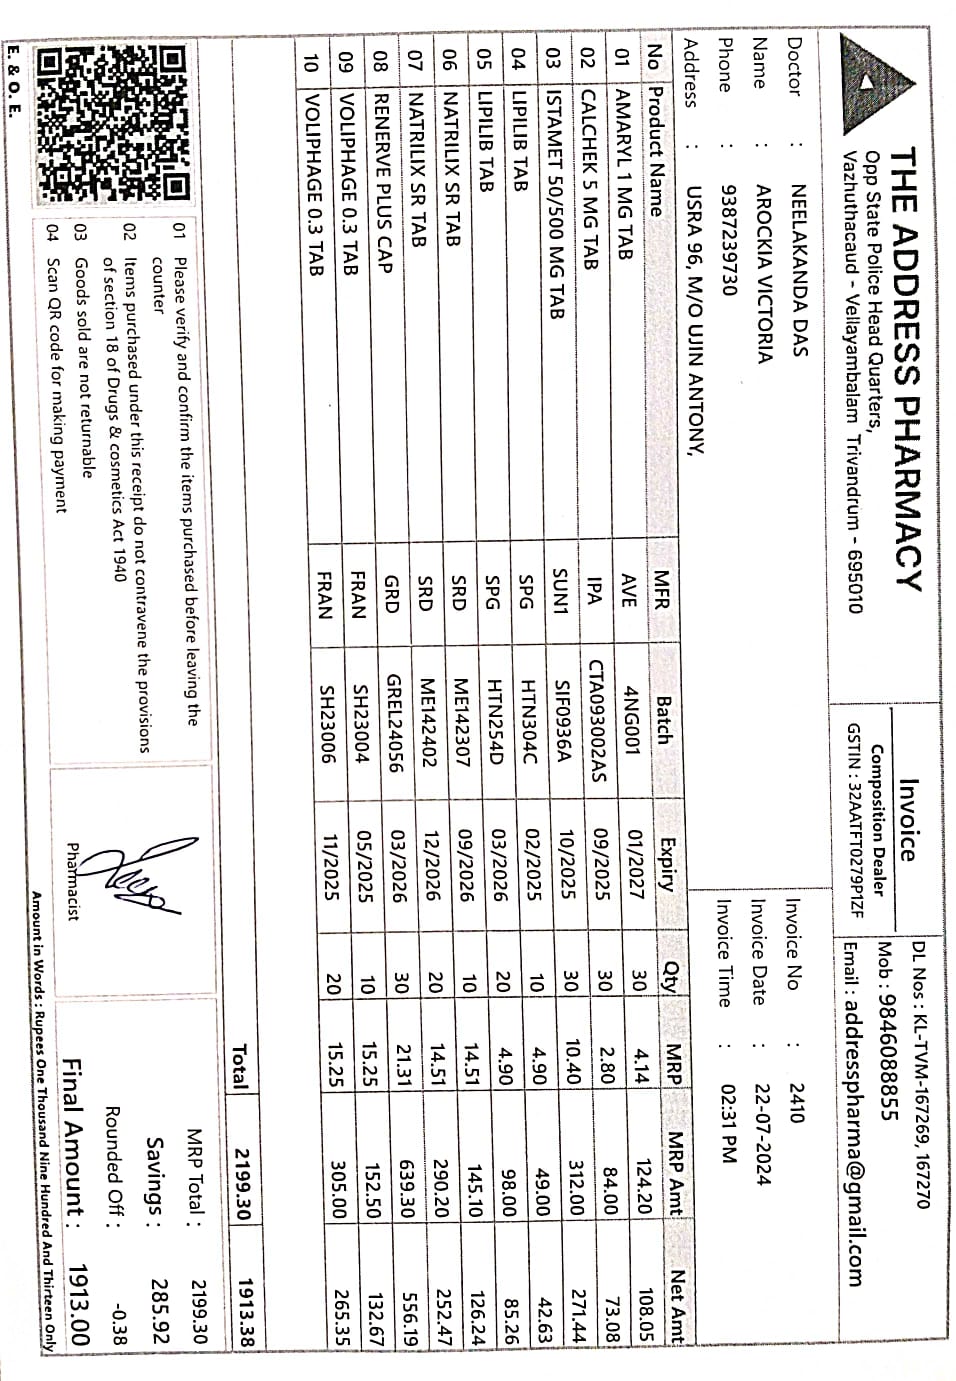 THE ADDRESS PHARMACY
Opp State Police Head Quarters,
Vazhuthacaud - Vellayambalam Trivandrum - 695010
Invoice
Composition Dealer
GSTIN : 32AATFT0279P1ZF
DL Nos : KL-TVM-167269, 167270
Mob : 9846088855
Email : addresspharma@gmail.com
Doctor : NEELAKANDA DAS
Name : AROCKIA VICTORIA
Phone : 9387239730
Address : USRA 96, M/O UJIN ANTONY,
Invoice No : 2410
Invoice Date : 22-07-2024
Invoice Time : 02:31 PM
No Product Name MFR Batch Expiry Qty MRP MRP Amt Net Amt
01 AMARYL 1 MG TAB AVE 4NG001 01/2027 30 4.14 124.20 108.05
02 CALCHEK 5 MG TAB IPA CTA093002AS 09/2025 30 2.80 84.00 73.08
03 ISTAMET 50/500 MG TAB SUN1 SIF0936A 10/2025 30 10.40 312.00 271.44
04 LIPILIB TAB SPG HTN304C 02/2025 10 4.90 49.00 42.63
05 LIPILIB TAB SPG HTN254D 03/2026 20 4.90 98.00 85.26
06 NATRILIX SR TAB SRD ME142307 09/2026 10 14.51 145.10 126.24
07 NATRILIX SR TAB SRD ME142402 12/2026 20 14.51 290.20 252.47
08 RENERVE PLUS CAP GRD GREL24056 03/2026 30 21.31 639.30 556.19
09 VOLIPHAGE 0.3 TAB FRAN SH23004 05/2025 10 15.25 152.50 132.67
10 VOLIPHAGE 0.3 TAB FRAN SH23006 11/2025 20 15.25 305.00 265.35
Total 2199.30 1913.38
01 Please verify and confirm the items purchased before leaving the
counter
02 Items purchased under this receipt do not contravene the provisions
of section 18 of Drugs & cosmetics Act 1940
03 Goods sold are not returnable
04 Scan QR code for making payment
Pharmacist
MRP Total : 2199.30
Savings : 285.92
Rounded Off : -0.38
Final Amount : 1913.00
Amount in Words : Rupees One Thousand Nine Hundred And Thirteen Only
E. & O. E.